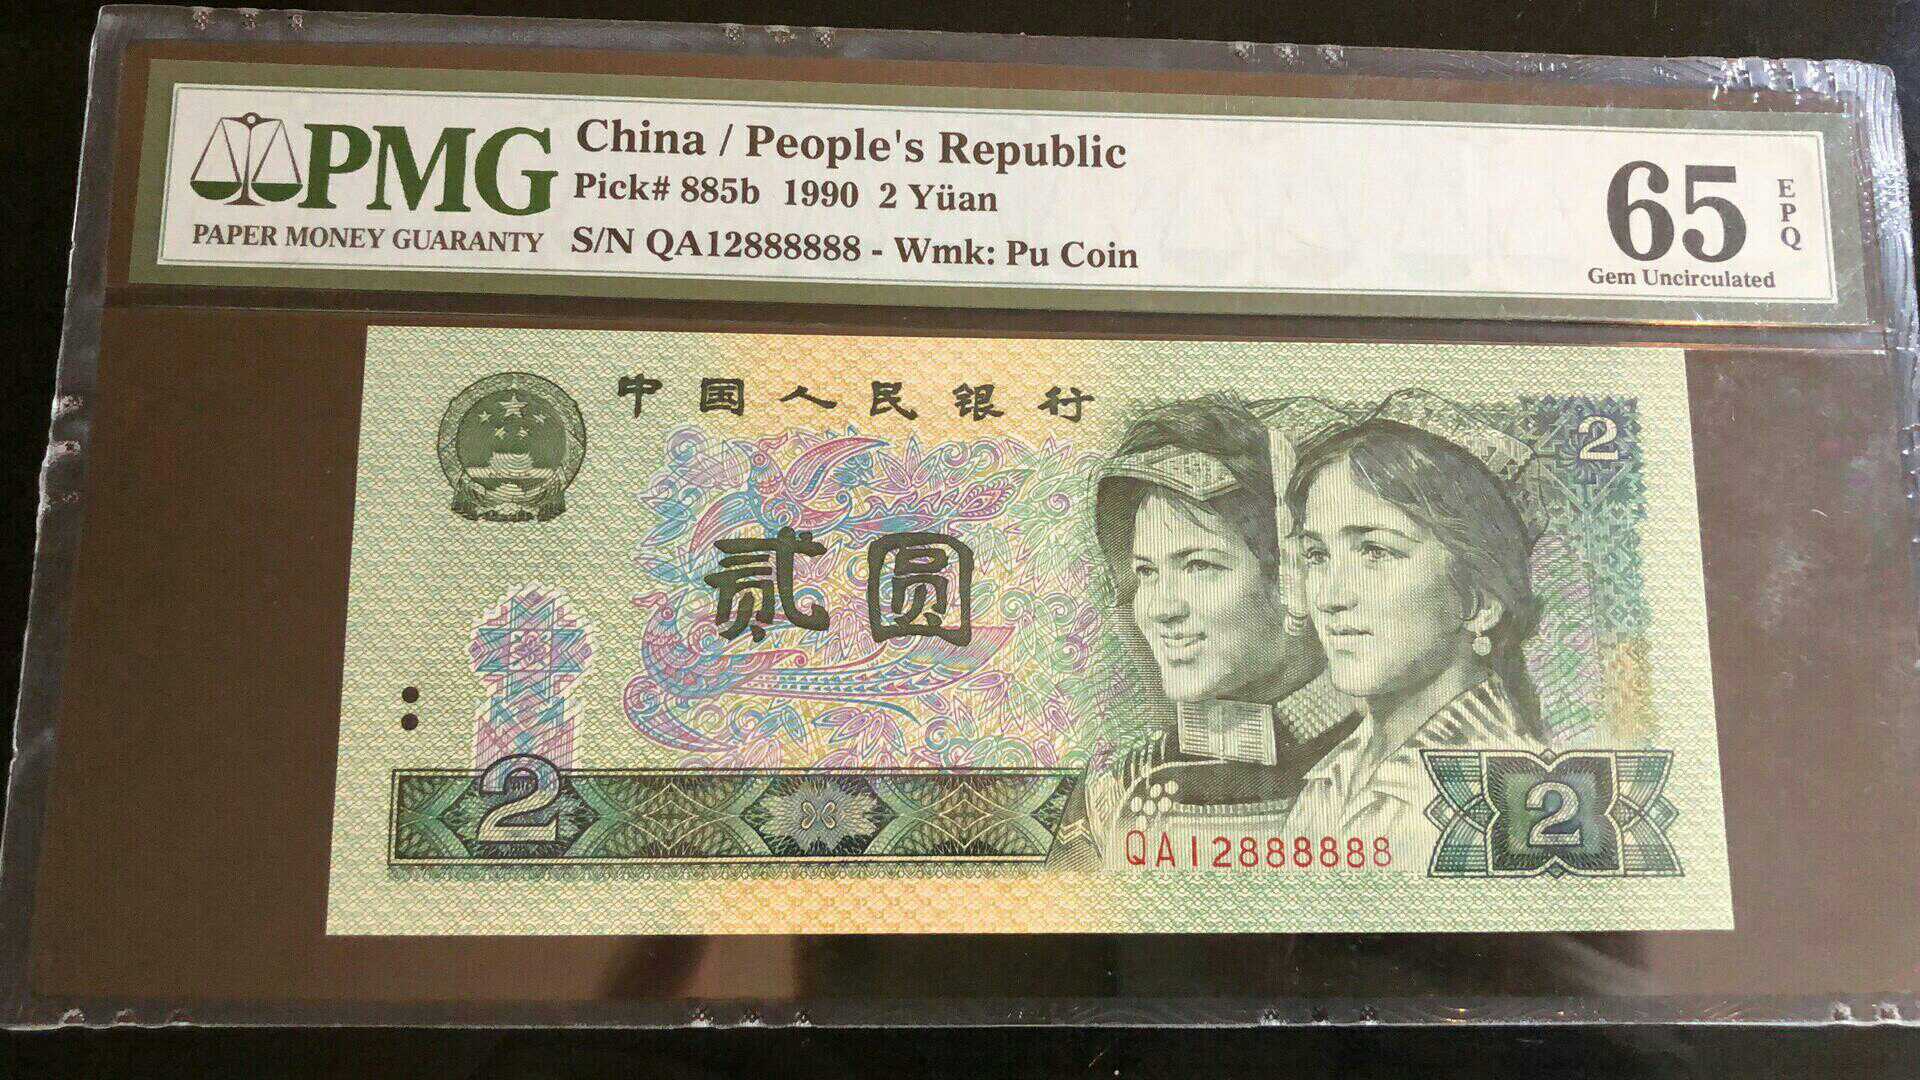 PMG
PAPER MONEY GUARANTY
China / People's Republic
Pick# 885b 1990 2 Yüan
S/N QA12888888 - Wmk: Pu Coin
65
EPQ
Gem Uncirculated
中国人民银行
2
贰圆
2
QA12888888
2